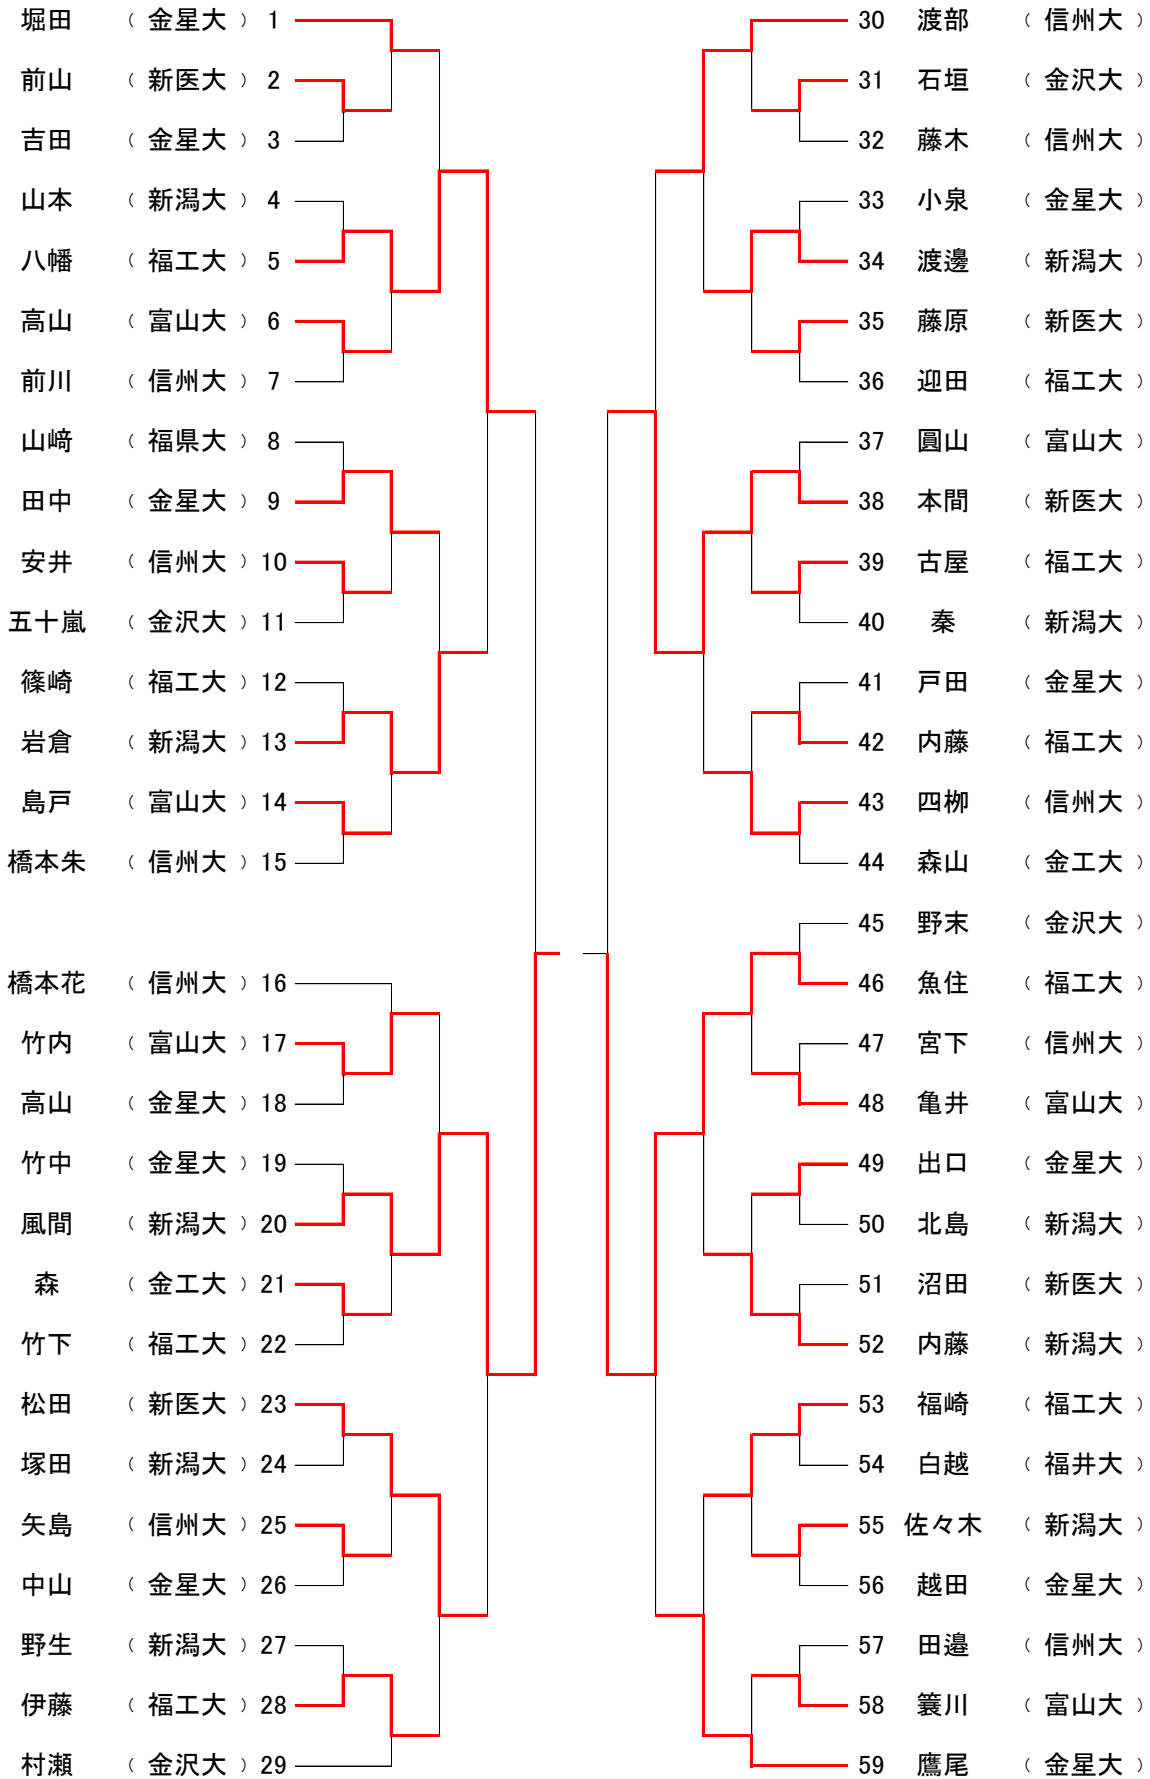 堀田 （ 金星大 ） 1
前山 （ 新医大 ） 2
吉田 （ 金星大 ） 3
山本 （ 新潟大 ） 4
八幡 （ 福工大 ） 5
高山 （ 富山大 ） 6
前川 （ 信州大 ） 7
山﨑 （ 福県大 ） 8
田中 （ 金星大 ） 9
安井 （ 信州大 ） 10
五十嵐 （ 金沢大 ） 11
篠崎 （ 福工大 ） 12
岩倉 （ 新潟大 ） 13
島戸 （ 富山大 ） 14
橋本朱 （ 信州大 ） 15
橋本花 （ 信州大 ） 16
竹内 （ 富山大 ） 17
高山 （ 金星大 ） 18
竹中 （ 金星大 ） 19
風間 （ 新潟大 ） 20
森 （ 金工大 ） 21
竹下 （ 福工大 ） 22
松田 （ 新医大 ） 23
塚田 （ 新潟大 ） 24
矢島 （ 信州大 ） 25
中山 （ 金星大 ） 26
野生 （ 新潟大 ） 27
伊藤 （ 福工大 ） 28
村瀬 （ 金沢大 ） 29
30 渡部 （ 信州大 ）
31 石垣 （ 金沢大 ）
32 藤木 （ 信州大 ）
33 小泉 （ 金星大 ）
34 渡邊 （ 新潟大 ）
35 藤原 （ 新医大 ）
36 迎田 （ 福工大 ）
37 圓山 （ 富山大 ）
38 本間 （ 新医大 ）
39 古屋 （ 福工大 ）
40 秦 （ 新潟大 ）
41 戸田 （ 金星大 ）
42 内藤 （ 福工大 ）
43 四栁 （ 信州大 ）
44 森山 （ 金工大 ）
45 野末 （ 金沢大 ）
46 魚住 （ 福工大 ）
47 宮下 （ 信州大 ）
48 亀井 （ 富山大 ）
49 出口 （ 金星大 ）
50 北島 （ 新潟大 ）
51 沼田 （ 新医大 ）
52 内藤 （ 新潟大 ）
53 福崎 （ 福工大 ）
54 白越 （ 福井大 ）
55 佐々木 （ 新潟大 ）
56 越田 （ 金星大 ）
57 田邉 （ 信州大 ）
58 簑川 （ 富山大 ）
59 鷹尾 （ 金星大 ）